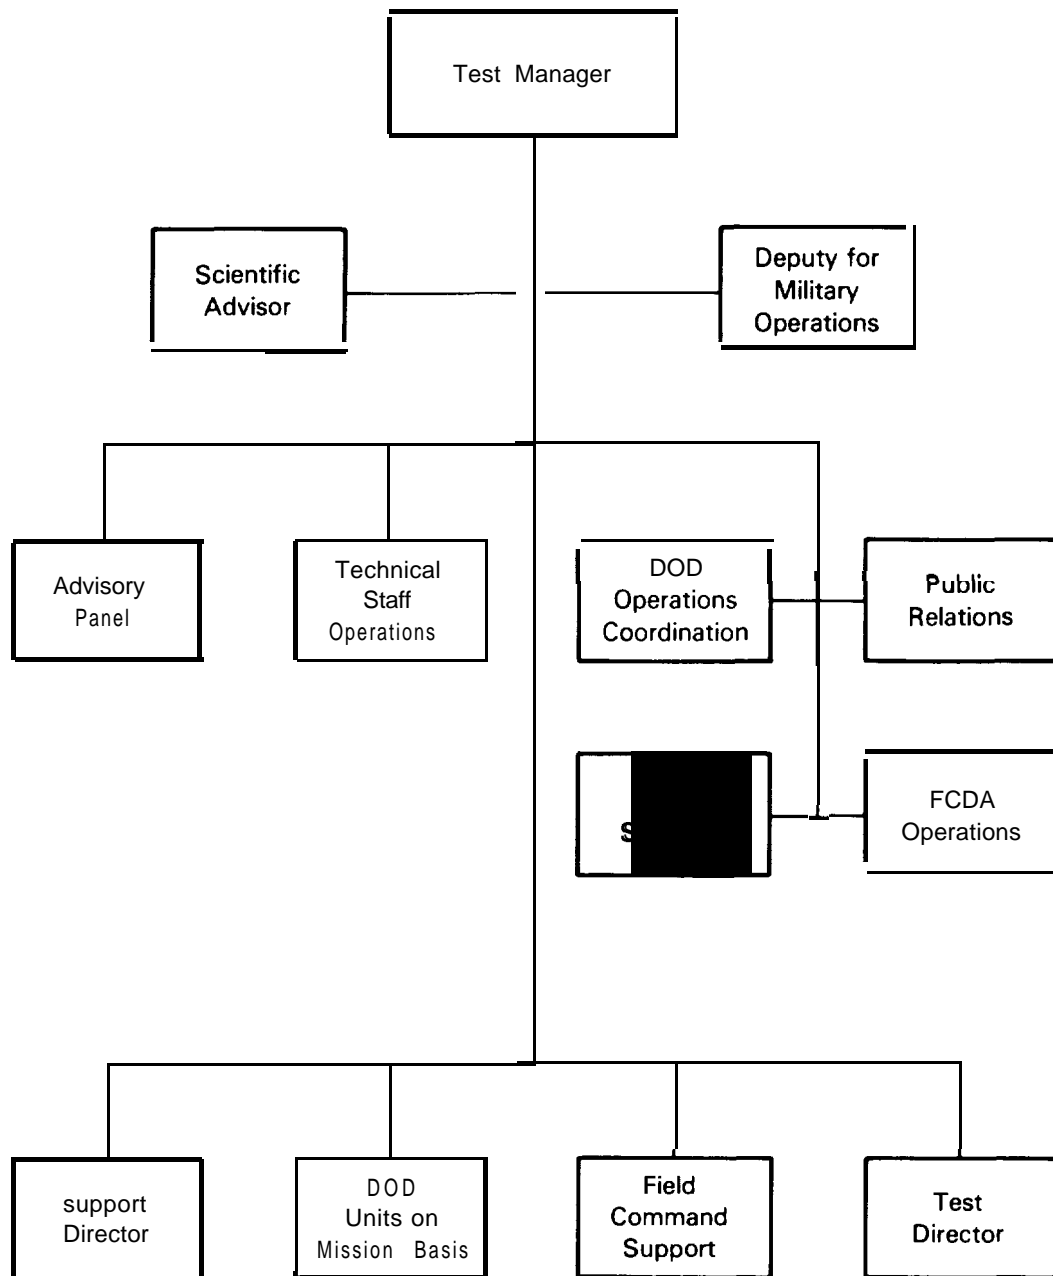 Test Manager
Scientific
Advisor
Deputy for
Military
Operations
Advisory
Panel
Technical
Staff
Operations
DOD
Operations
Coordination
Public
Relations
FCDA
Operations
support
Director
DOD
Units on
Mission Basis
Field
Command
Support
Test
Director